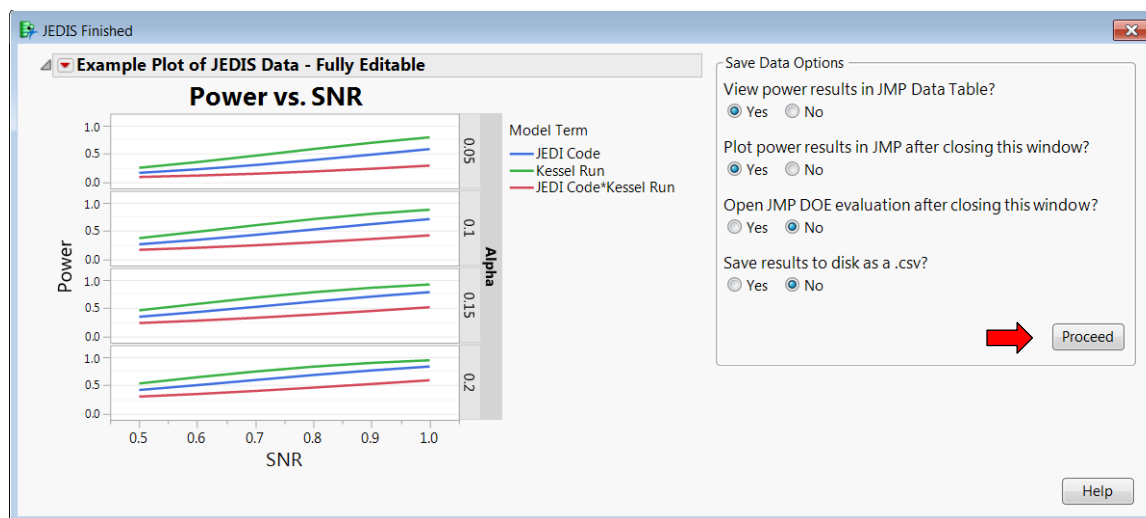 JEDIS Finished
Example Plot of JEDIS Data - Fully Editable
Power vs. SNR
Power
1.0
0.5
0.0
0.05
1.0
0.5
0.0
0.1
1.0
0.5
0.0
0.15
1.0
0.5
0.0
0.2
Alpha
0.5 0.6 0.7 0.8 0.9 1.0
SNR
Model Term
JEDI Code
Kessel Run
JEDI Code*Kessel Run
Save Data Options
View power results in JMP Data Table?
Yes No
Plot power results in JMP after closing this window?
Yes No
Open JMP DOE evaluation after closing this window?
Yes No
Save results to disk as a .csv?
Yes No
Proceed
Help